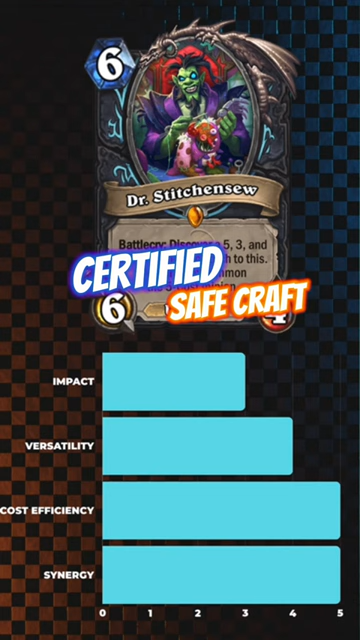 6
Dr. Stitchensew
Battlecry: Discover a 5, 3, and
to this.
CERTIFIED
SAFE CRAFT
6
IMPACT
VERSATILITY
COST EFFICIENCY
SYNERGY
0 1 2 3 4 5